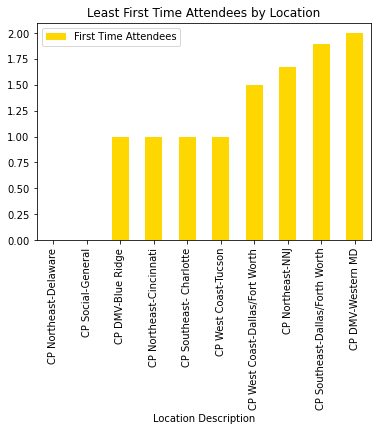 Least First Time Attendees by Location
First Time Attendees
2.00
1.75
1.50
1.25
1.00
0.75
0.50
0.25
0.00
CP Northeast-Delaware
CP Social-General
CP DMV-Blue Ridge
CP Northeast-Cincinnati
CP Southeast- Charlotte
CP West Coast-Tucson
CP West Coast-Dallas/Fort Worth
CP Northeast-NNJ
CP Southeast-Dallas/Forth Worth
CP DMV-Western MD
Location Description